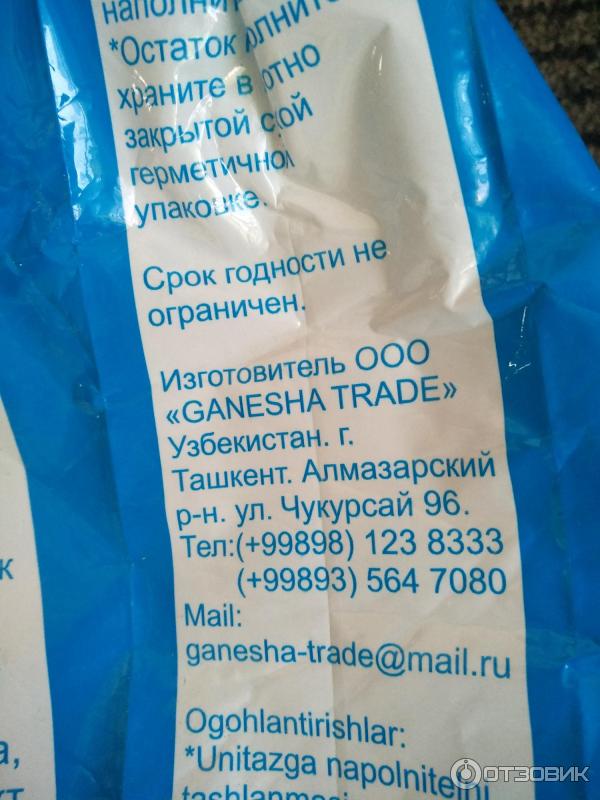 *Остаток
храните в
закрытой
герметичной
упаковке.
Срок годности не
ограничен.
Изготовитель ООО
«GANESHA TRADE»
Узбекистан. г.
Ташкент. Алмазарский
р-н. ул. Чукурсай 96.
Тел:(+99898) 123 8333
(+99893) 564 7080
Mail:
ganesha-trade@mail.ru
Ogohlantirishlar:
*Unitazga napolnitelni
ОТЗОВИК